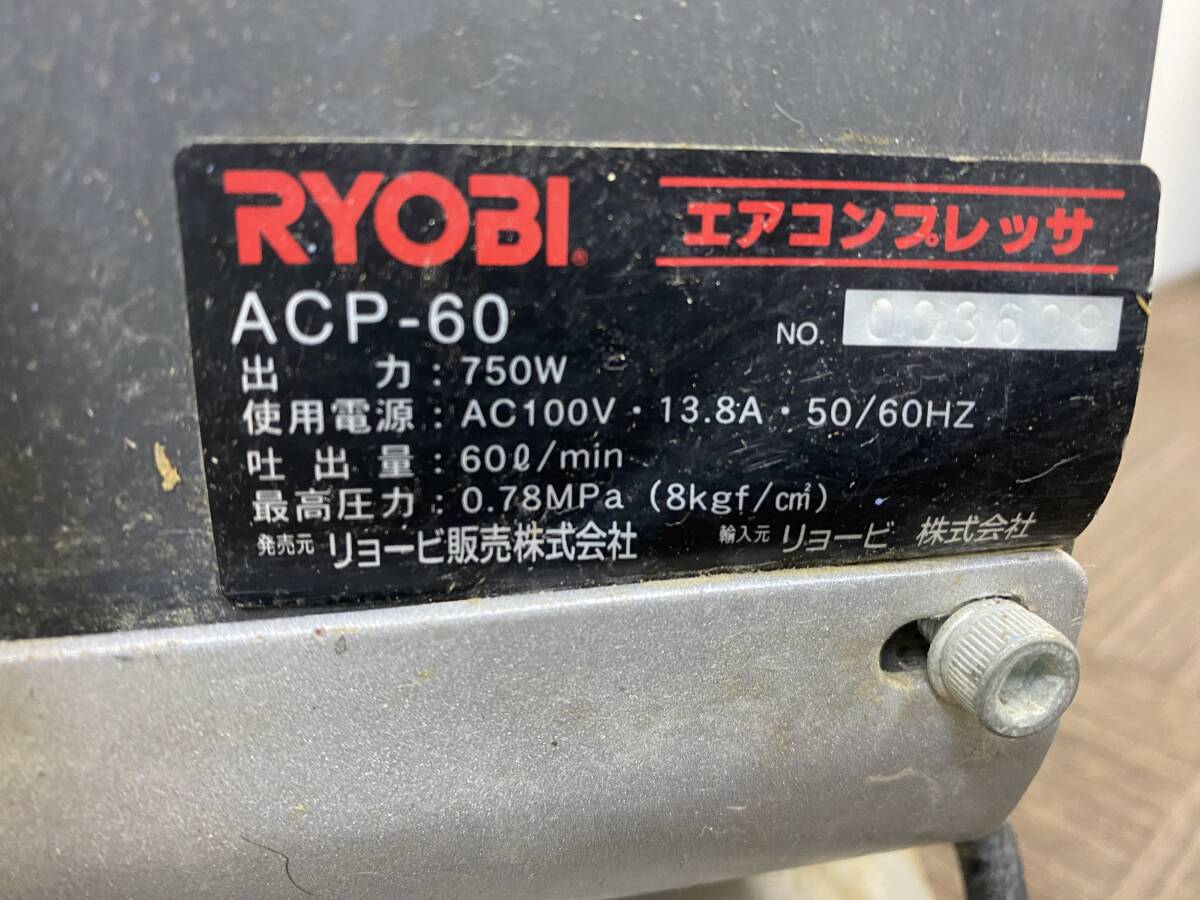 RYOBI® エアコンプレッサ
ACP-60 NO.
出力：750W
使用電源：AC100V・13.8A・50/60HZ
吐出量：60ℓ/min
最高圧力：0.78MPa（8kgf/c㎡）
発売元 リョービ販売株式会社 輸入元 リョービ 株式会社